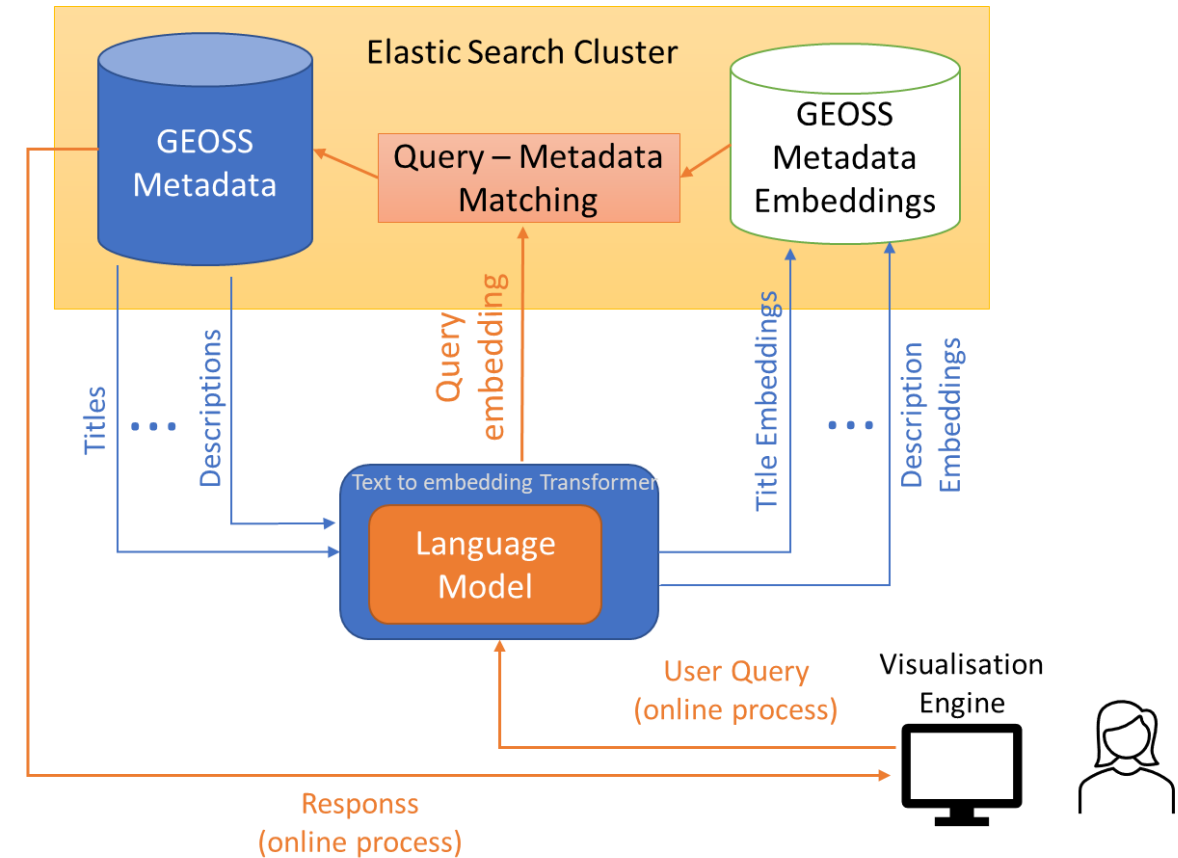 Elastic Search Cluster
GEOSS
Metadata
Query – Metadata
Matching
GEOSS
Metadata
Embeddings
Titles
...
Descriptions
Query
embedding
Title Embeddings
...
Description
Embeddings
Text to embedding Transformer
Language
Model
User Query
(online process)
Visualisation
Engine
Responss
(online process)